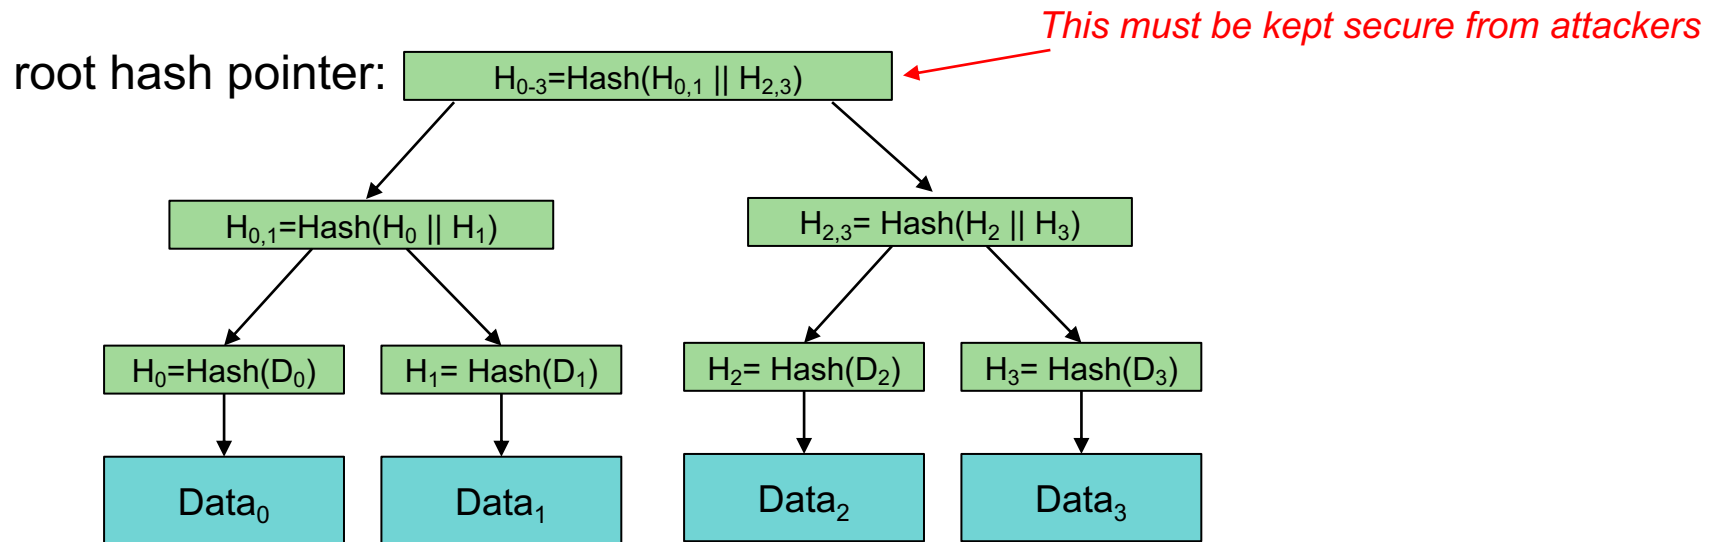 This must be kept secure from attackers
root hash pointer: H₀₋₃=Hash(H₀,₁ || H₂,₃)
H₀,₁=Hash(H₀ || H₁) H₂,₃= Hash(H₂ || H₃)
H₀=Hash(D₀) H₁= Hash(D₁) H₂= Hash(D₂) H₃= Hash(D₃)
Data₀ Data₁ Data₂ Data₃